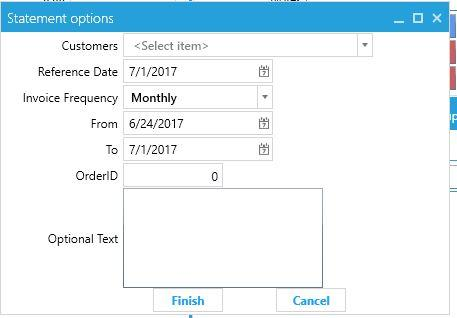 Statement options
Customers <Select item>
Reference Date 7/1/2017
Invoice Frequency Monthly
From 6/24/2017
To 7/1/2017
OrderID 0
Optional Text
Finish Cancel